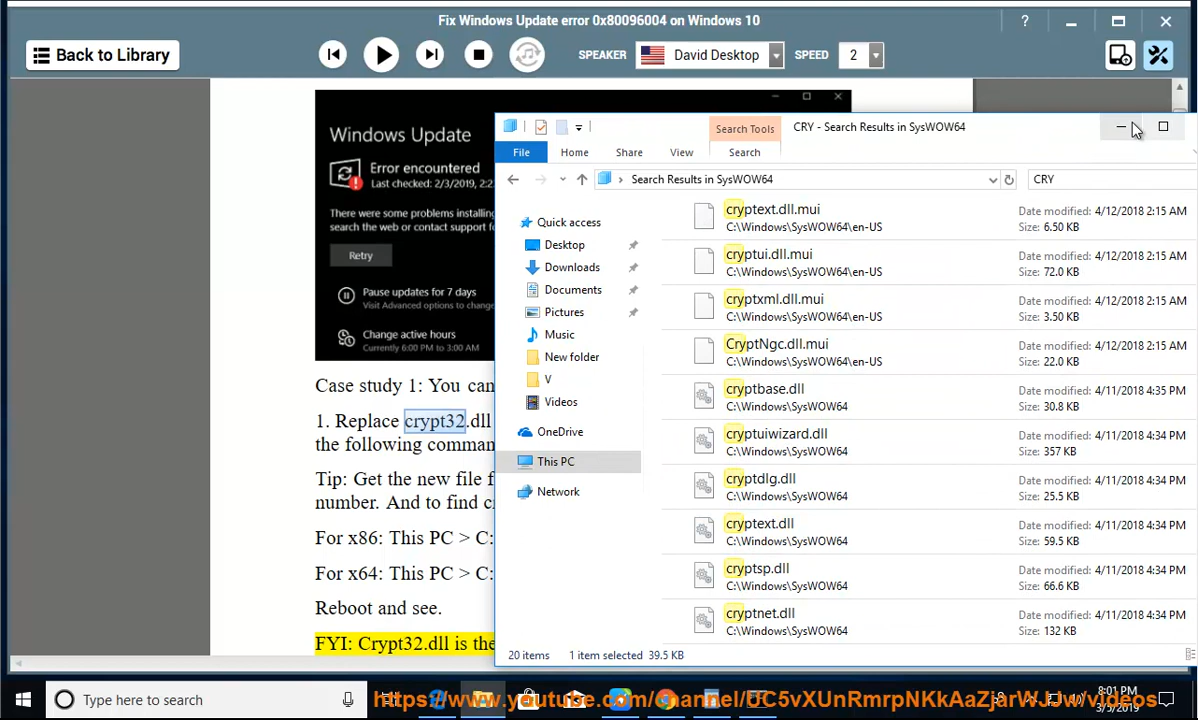 Fix Windows Update error 0x80096004 on Windows 10
?
Back to Library
SPEAKER
David Desktop
SPEED
2
Windows Update
Error encountered
Last checked: 2/3/2019, 2:2
There were some problems installing
search the web or contact support f
Retry
Pause updates for 7 days
Visit Advanced options to change
Change active hours
Currently 6:00 PM to 3:00 AM
Case study 1: You can
1. Replace crypt32.dll
the following comman
Tip: Get the new file f
number. And to find c
For x86: This PC > C:
For x64: This PC > C:
Reboot and see.
FYI: Crypt32.dll is the
Search Tools
CRY - Search Results in SysWOW64
File
Home
Share
View
Search
Search Results in SysWOW64
CRY
Quick access
Desktop
Downloads
Documents
Pictures
Music
New folder
V
Videos
OneDrive
This PC
Network
cryptext.dll.mui
C:\Windows\SysWOW64\en-US
Date modified: 4/12/2018 2:15 AM
Size: 6.50 KB
cryptui.dll.mui
C:\Windows\SysWOW64\en-US
Date modified: 4/12/2018 2:15 AM
Size: 72.0 KB
cryptxml.dll.mui
C:\Windows\SysWOW64\en-US
Date modified: 4/12/2018 2:15 AM
Size: 3.50 KB
CryptNgc.dll.mui
C:\Windows\SysWOW64\en-US
Date modified: 4/12/2018 2:15 AM
Size: 22.0 KB
cryptbase.dll
C:\Windows\SysWOW64
Date modified: 4/11/2018 4:35 PM
Size: 30.8 KB
cryptuiwizard.dll
C:\Windows\SysWOW64
Date modified: 4/11/2018 4:34 PM
Size: 357 KB
cryptdlg.dll
C:\Windows\SysWOW64
Date modified: 4/11/2018 4:34 PM
Size: 25.5 KB
cryptext.dll
C:\Windows\SysWOW64
Date modified: 4/11/2018 4:34 PM
Size: 59.5 KB
cryptsp.dll
C:\Windows\SysWOW64
Date modified: 4/11/2018 4:34 PM
Size: 66.6 KB
cryptnet.dll
C:\Windows\SysWOW64
Date modified: 4/11/2018 4:34 PM
Size: 132 KB
20 items
1 item selected 39.5 KB
Type here to search
8:01 PM
3/5/2019